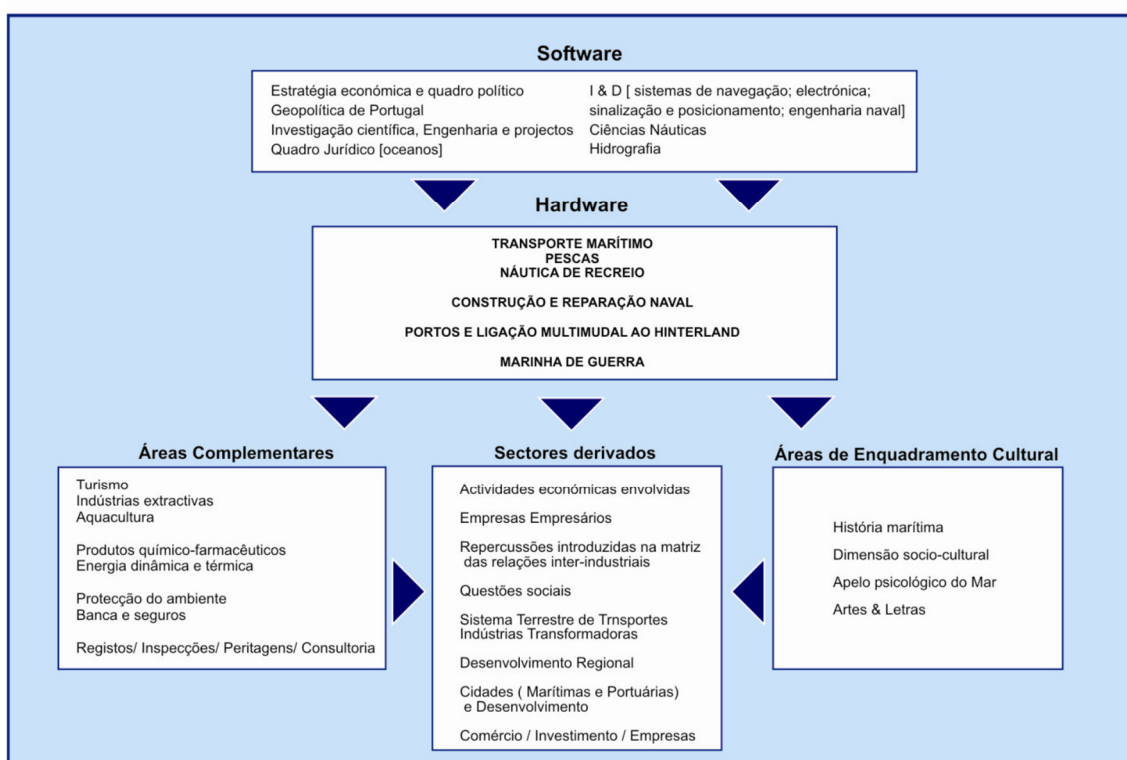 Software
Estratégia económica e quadro político
Geopolítica de Portugal
Investigação científica, Engenharia e projectos
Quadro Jurídico [oceanos]
I & D [ sistemas de navegação; electrónica;
sinalização e posicionamento; engenharia naval]
Ciências Náuticas
Hidrografia
Hardware
TRANSPORTE MARÍTIMO
PESCAS
NÁUTICA DE RECREIO
CONSTRUÇÃO E REPARAÇÃO NAVAL
PORTOS E LIGAÇÃO MULTIMUDAL AO HINTERLAND
MARINHA DE GUERRA
Áreas Complementares
Turismo
Indústrias extractivas
Aquacultura
Produtos químico-farmacêuticos
Energia dinâmica e térmica
Protecção do ambiente
Banca e seguros
Registos/ Inspecções/ Peritagens/ Consultoria
Sectores derivados
Actividades económicas envolvidas
Empresas Empresários
Repercussões introduzidas na matriz
das relações inter-industriais
Questões sociais
Sistema Terrestre de Trnsportes
Indústrias Transformadoras
Desenvolvimento Regional
Cidades ( Marítimas e Portuárias)
e Desenvolvimento
Comércio / Investimento / Empresas
Áreas de Enquadramento Cultural
História marítima
Dimensão socio-cultural
Apelo psicológico do Mar
Artes & Letras